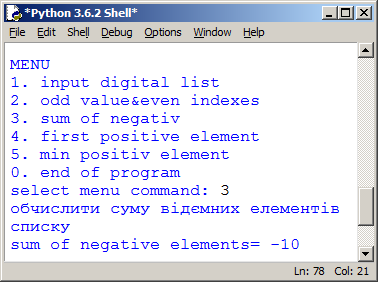 *Python 3.6.2 Shell*
File Edit Shell Debug Options Window Help
MENU
1. input digital list
2. odd value&even indexes
3. sum of negativ
4. first positive element
5. min positiv element
0. end of program
select menu command: 3
обчислити суму відємних елементів
списку
sum of negative elements= -10
Ln: 78 Col: 21